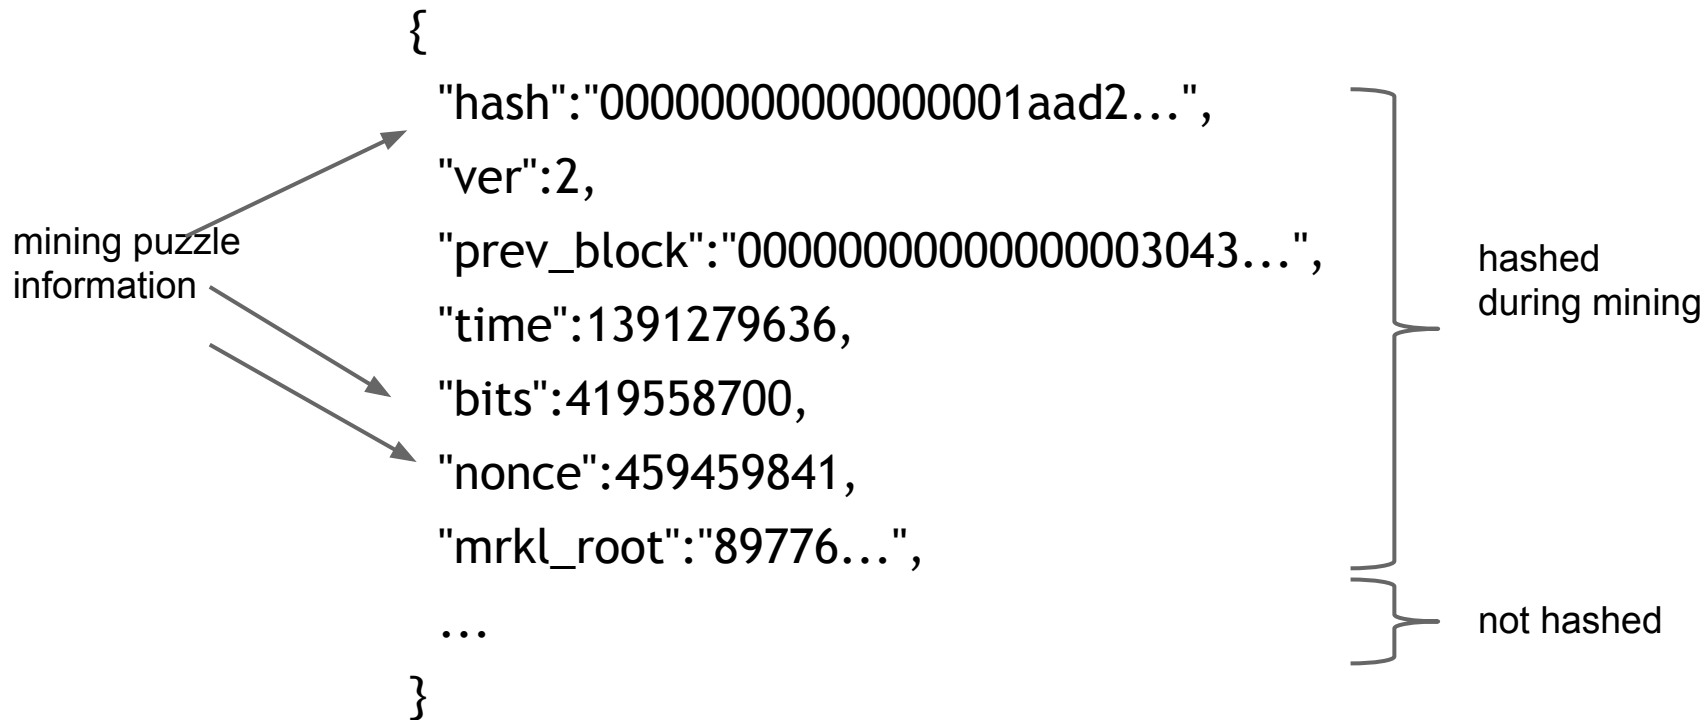 {
"hash":"00000000000000001aad2...",
"ver":2,
"prev_block":"00000000000000003043...",
"time":1391279636,
"bits":419558700,
"nonce":459459841,
"mrkl_root":"89776...",
...
}
mining puzzle
information
hashed
during mining
not hashed